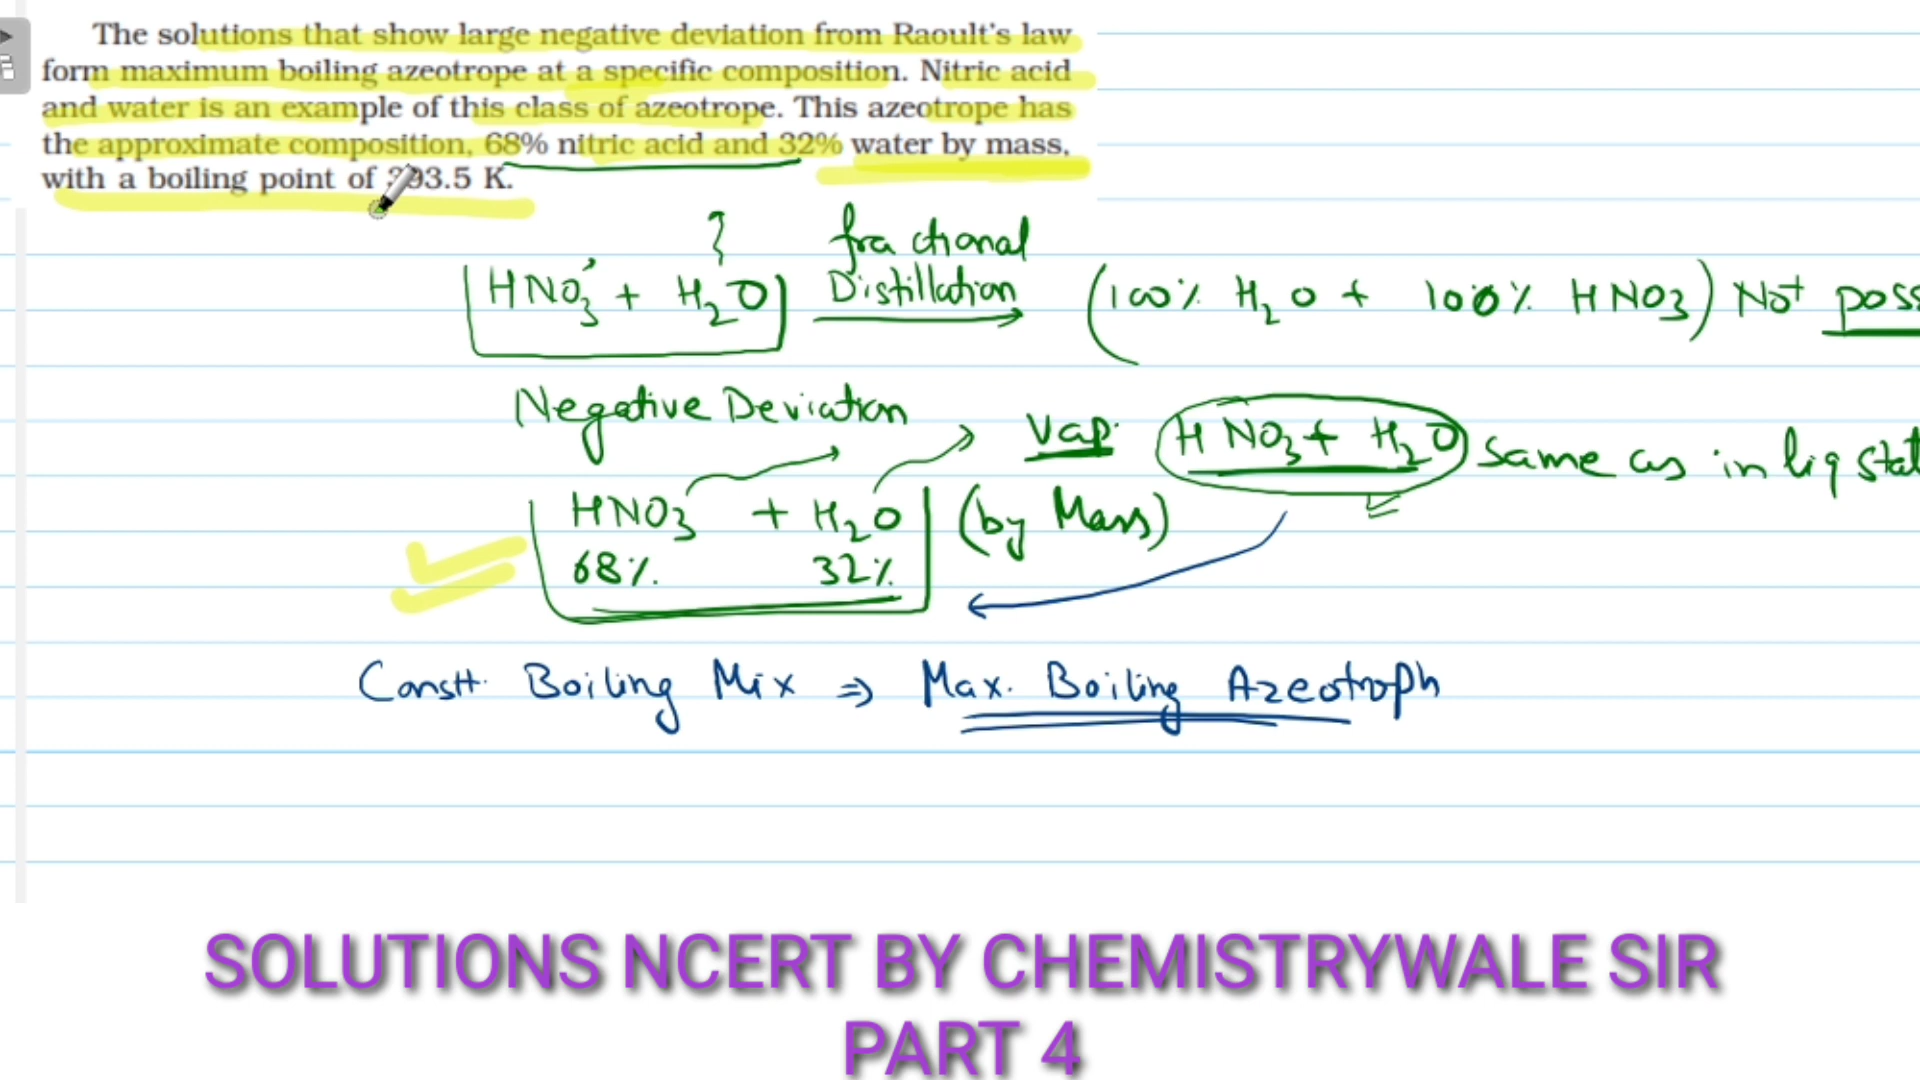 The solutions that show large negative deviation from Raoult's law
form maximum boiling azeotrope at a specific composition. Nitric acid
and water is an example of this class of azeotrope. This azeotrope has
the approximate composition, 68% nitric acid and 32% water by mass,
with a boiling point of 393.5 K.
HNO3 + H2O fractional Distillation (100% H2O + 100% HNO3) Not poss
Negative Deviation
Vap. HNO3 + H2O same as in liq stat
HNO3 + H2O (by Mass)
68% 32%
Constt. Boiling Mix ⇒ Max. Boiling Azeotroph
SOLUTIONS NCERT BY CHEMISTRYWALE SIR
PART 4